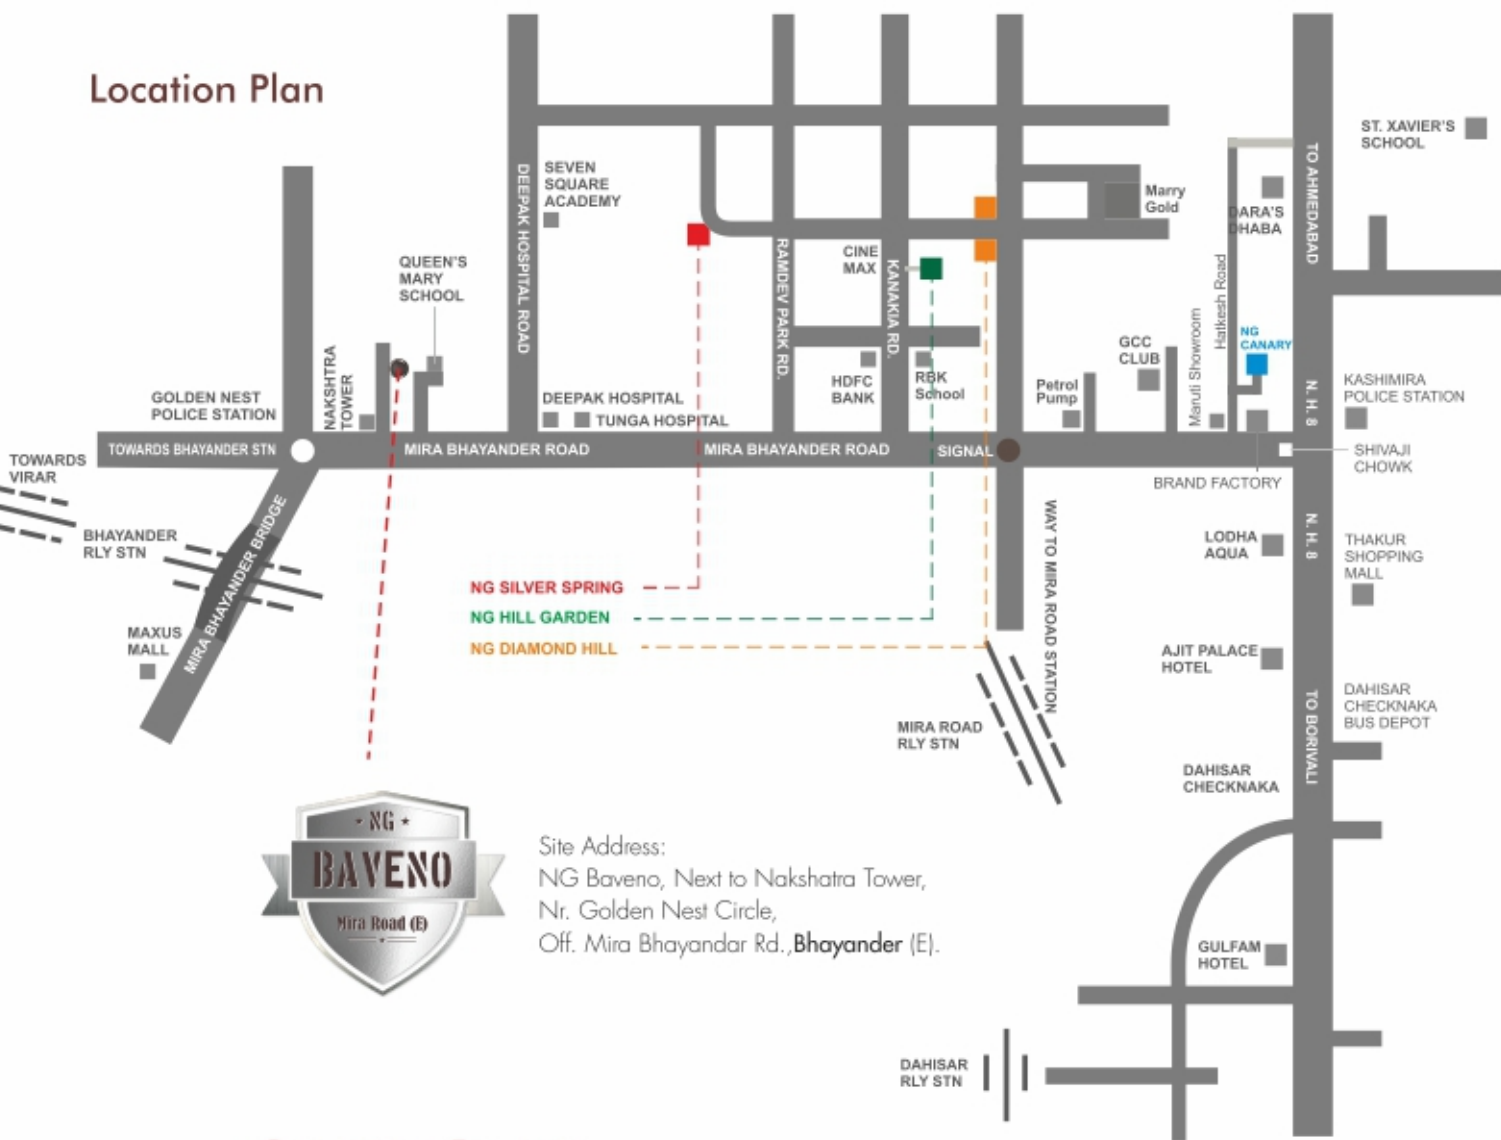 Location Plan
ST. XAVIER'S
SCHOOL
TO AHMEDABAD
SEVEN
SQUARE
ACADEMY
DEEPAK HOSPITAL ROAD
Marry
Gold
DARA'S
DHABA
QUEEN'S
MARY
SCHOOL
CINE
MAX
RAMDEV PARK RD.
KANAKIA RD.
Hatkesh Road
Maruti Showroom
NG
CANARY
GCC
CLUB
NAKSHTRA
TOWER
GOLDEN NEST
POLICE STATION
DEEPAK HOSPITAL
TUNGA HOSPITAL
HDFC
BANK
RBK
School
Petrol
Pump
N. H. 8
KASHIMIRA
POLICE STATION
TOWARDS BHAYANDER STN
MIRA BHAYANDER ROAD
MIRA BHAYANDER ROAD
SIGNAL
SHIVAJI
CHOWK
TOWARDS
VIRAR
BRAND FACTORY
BHAYANDER
RLY STN
MIRA BHAYANDER BRIDGE
WAY TO MIRA ROAD STATION
LODHA
AQUA
N. H. 8
THAKUR
SHOPPING
MALL
NG SILVER SPRING
NG HILL GARDEN
NG DIAMOND HILL
MAXUS
MALL
AJIT PALACE
HOTEL
TO BORIVALI
DAHISAR
CHECKNAKA
BUS DEPOT
MIRA ROAD
RLY STN
DAHISAR
CHECKNAKA
NG
BAVENO
Mira Road (E)
Site Address:
NG Baveno, Next to Nakshatra Tower,
Nr. Golden Nest Circle,
Off. Mira Bhayandar Rd.,Bhayander (E).
GULFAM
HOTEL
DAHISAR
RLY STN